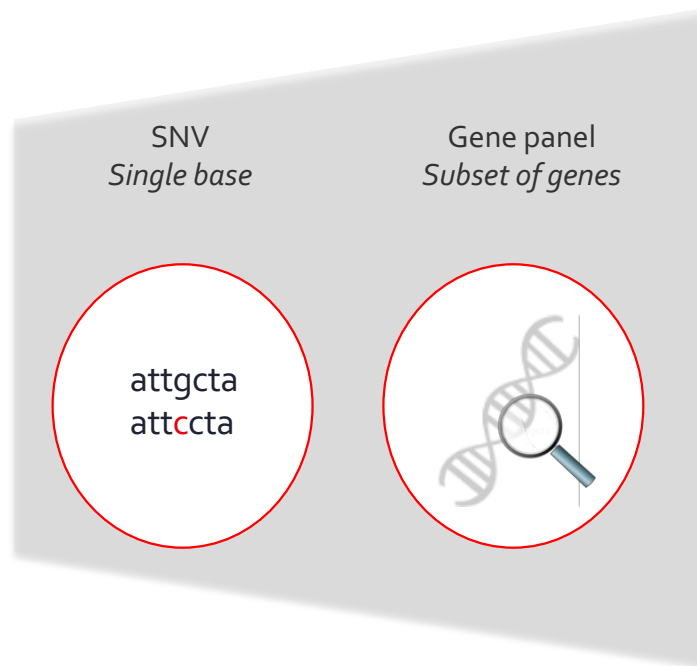 SNV
Single base
Gene panel
Subset of genes
attgcta
attccta